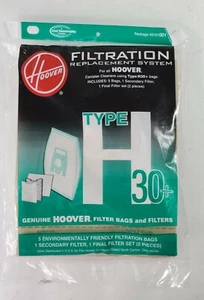 HOOVER
FILTRATION
REPLACEMENT SYSTEM
For all HOOVER
Canister Cleaners using Type H30+ bags
INCLUDES: 5 Bags, 1 Secondary Filter,
1 Final Filter set (2 pieces)
TYPE
H
30+
GENUINE HOOVER FILTER BAGS and FILTERS
5 ENVIRONMENTALLY FRIENDLY FILTRATION BAGS
1 SECONDARY FILTER, 1 FINAL FILTER SET (2 PIECES)